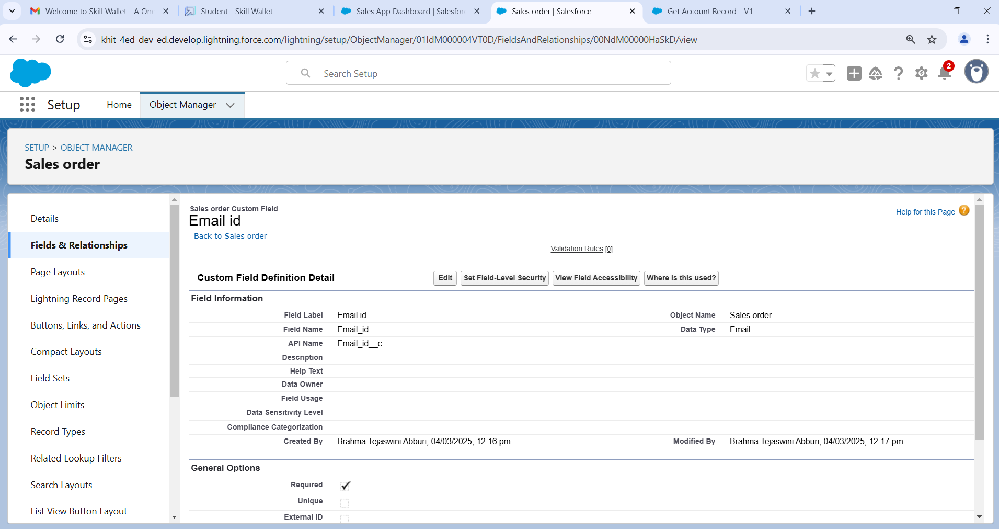 Welcome to Skill Wallet - A One
Student - Skill Wallet
Sales App Dashboard | Salesforc
Sales order | Salesforce
Get Account Record - V1
khit-4ed-dev-ed.develop.lightning.force.com/lightning/setup/ObjectManager/01IdM000004VT0D/FieldsAndRelationships/00NdM00000HaSkD/view
Search Setup
2
Setup
Home
Object Manager
SETUP > OBJECT MANAGER
Sales order
Details
Fields & Relationships
Page Layouts
Lightning Record Pages
Buttons, Links, and Actions
Compact Layouts
Field Sets
Object Limits
Record Types
Related Lookup Filters
Search Layouts
List View Button Layout
Sales order Custom Field
Email id
Back to Sales order
Help for this Page
Validation Rules [0]
Custom Field Definition Detail
Edit
Set Field-Level Security
View Field Accessibility
Where is this used?
Field Information
Field Label Email id Object Name Sales order
Field Name Email_id Data Type Email
API Name Email_id__c
Description
Help Text
Data Owner
Field Usage
Data Sensitivity Level
Compliance Categorization
Created By Brahma Tejaswini Abburi, 04/03/2025, 12:16 pm Modified By Brahma Tejaswini Abburi, 04/03/2025, 12:17 pm
General Options
Required
Unique
External ID